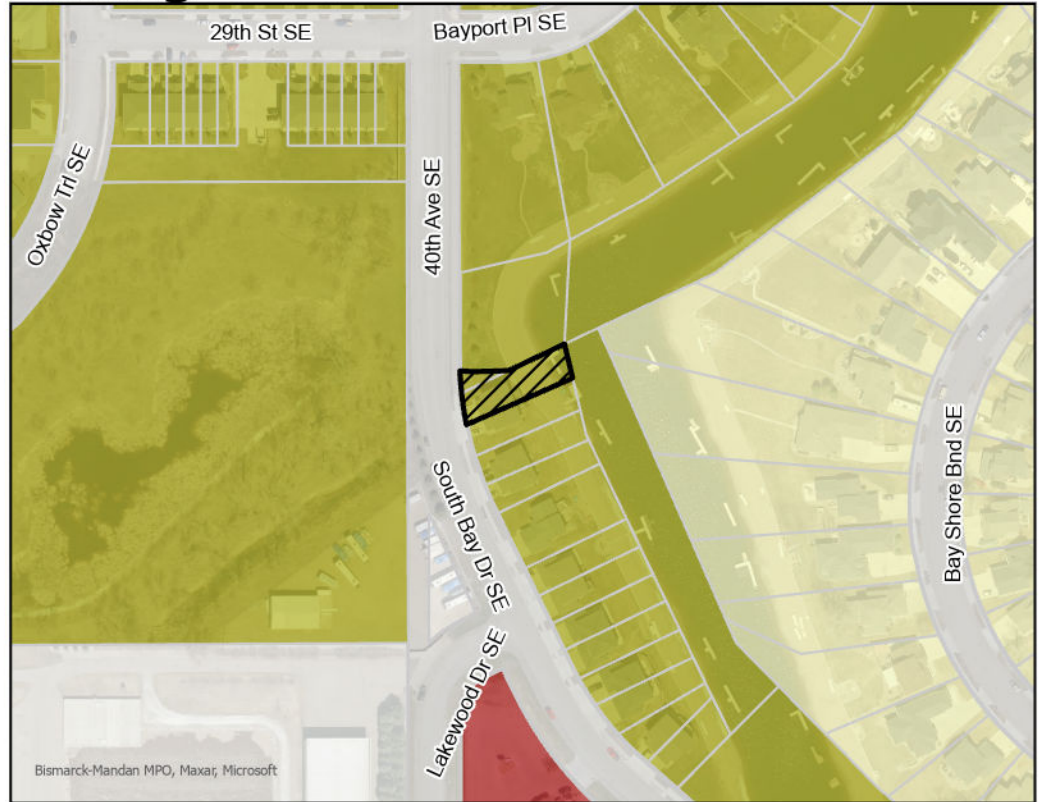 29th St SE
Bayport Pl SE
Oxbow Trl SE
40th Ave SE
South Bay Dr SE
Bay Shore Bnd SE
Lakewood Dr SE
Bismarck-Mandan MPO, Maxar, Microsoft